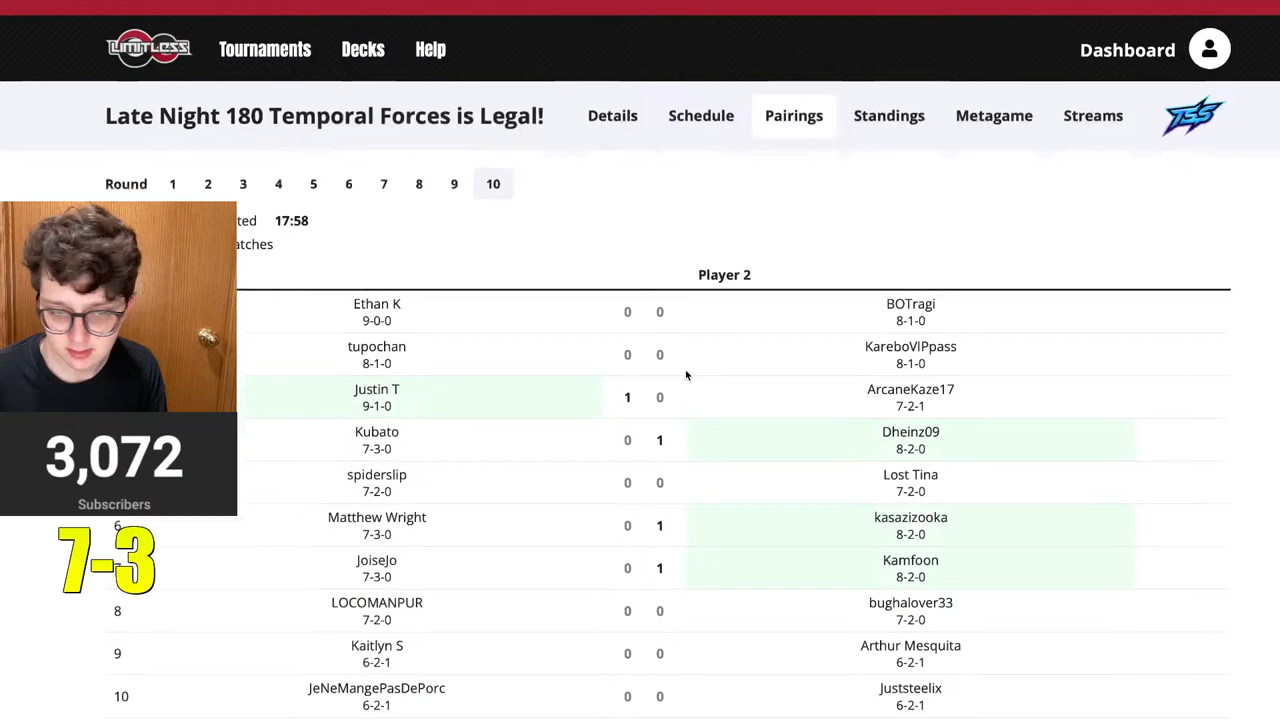 LIMITLESS Tournaments Decks Help Dashboard
Late Night 180 Temporal Forces is Legal! Details Schedule Pairings Standings Metagame Streams TSS
Round 1 2 3 4 5 6 7 8 9 10
ted 17:58
atches
Player 2
Ethan K 0 0 BOTragi
9-0-0 8-1-0
tupochan 0 0 KareboVIPpass
8-1-0 8-1-0
Justin T 1 0 ArcaneKaze17
9-1-0 7-2-1
Kubato 0 1 Dheinz09
7-3-0 8-2-0
spiderslip 0 0 Lost Tina
7-2-0 7-2-0
6 Matthew Wright 0 1 kasazizooka
7-3-0 8-2-0
JoiseJo 0 1 Kamfoon
7-3-0 8-2-0
8 LOCOMANPUR 0 0 bughalover33
7-2-0 7-2-0
9 Kaitlyn S 0 0 Arthur Mesquita
6-2-1 6-2-1
10 JeNeMangePasDePorc 0 0 Juststeelix
6-2-1 6-2-1
3,072
Subscribers
7-3